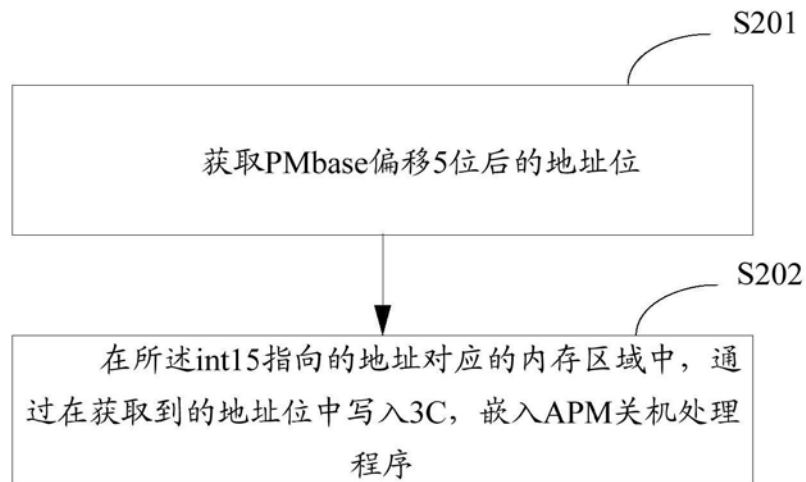 S201
获取PMbase偏移5位后的地址位
S202
在所述int15指向的地址对应的内存区域中，通
过在获取到的地址位中写入3C，嵌入APM关机处理
程序